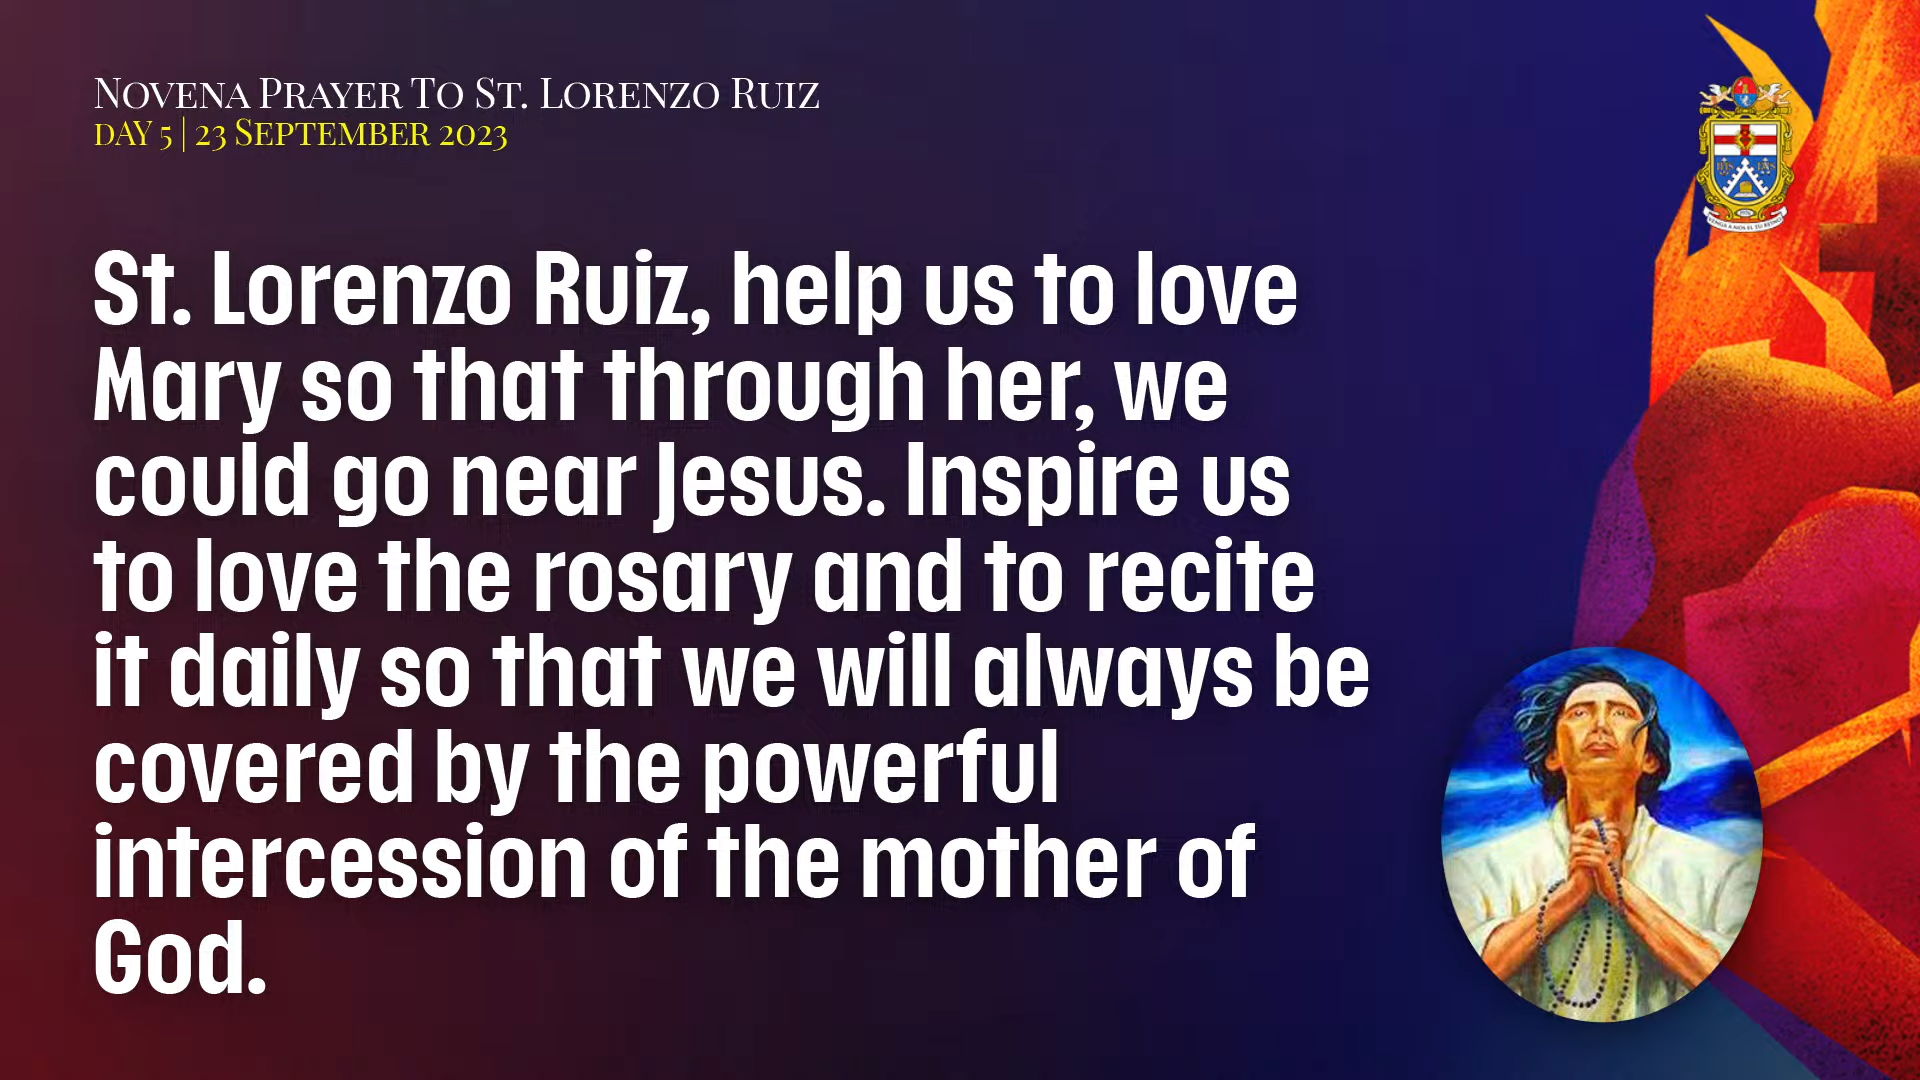 Novena Prayer To St. Lorenzo Ruiz
DAY 5 | 23 September 2023
St. Lorenzo Ruiz, help us to love
Mary so that through her, we
could go near Jesus. Inspire us
to love the rosary and to recite
it daily so that we will always be
covered by the powerful
intercession of the mother of
God.